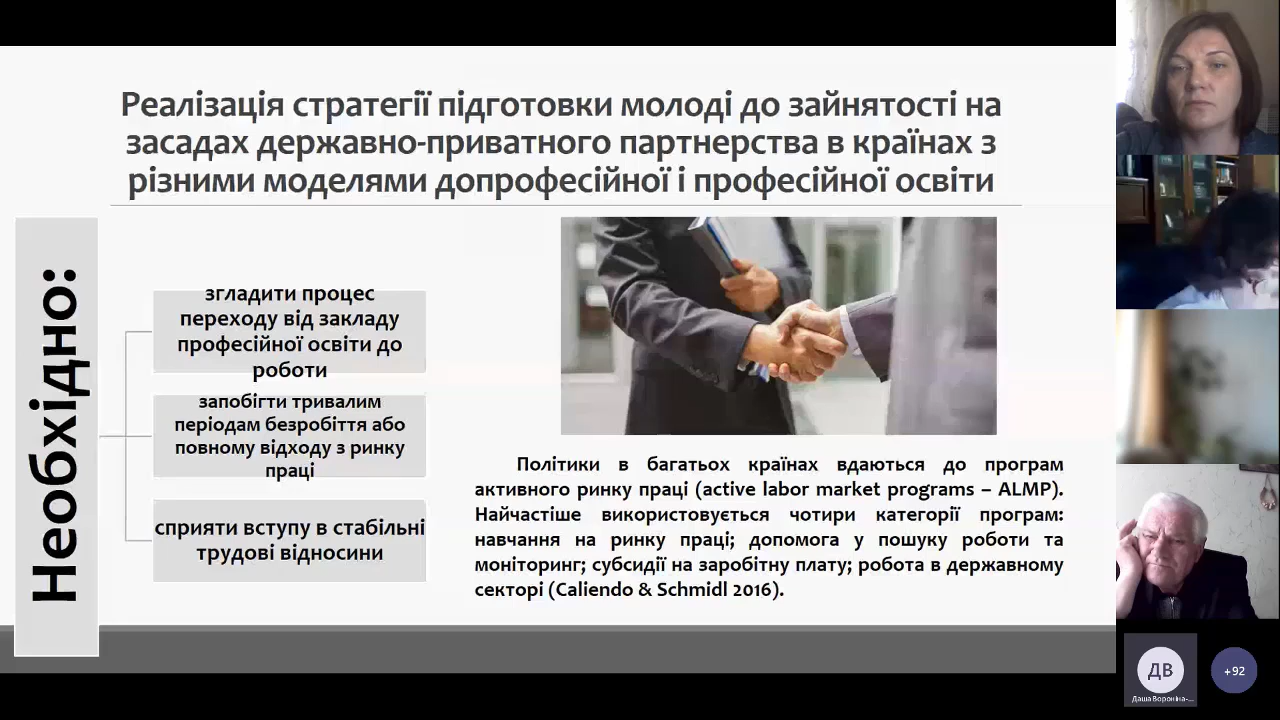 Реалізація стратегії підготовки молоді до зайнятості на
засадах державно-приватного партнерства в країнах з
різними моделями допрофесійної і професійної освіти
Необхідно:
згладити процес
переходу від закладу
професійної освіти до
роботи
запобігти тривалим
періодам безробіття або
повному відходу з ринку
праці
сприяти вступу в стабільні
трудові відносини
Політики в багатьох країнах вдаються до програм
активного ринку праці (active labor market programs – ALMP).
Найчастіше використовується чотири категорії програм:
навчання на ринку праці; допомога у пошуку роботи та
моніторинг; субсидії на заробітну плату; робота в державному
секторі (Caliendo & Schmidl 2016).
ДВ
Даша Вороніна-...
+92